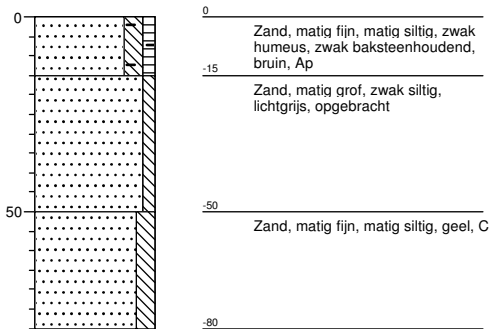 0
0
Zand, matig fijn, matig siltig, zwak
humeus, zwak baksteenhoudend,
bruin, Ap
-15
Zand, matig grof, zwak siltig,
lichtgrijs, opgebracht
50
-50
Zand, matig fijn, matig siltig, geel, C
-80